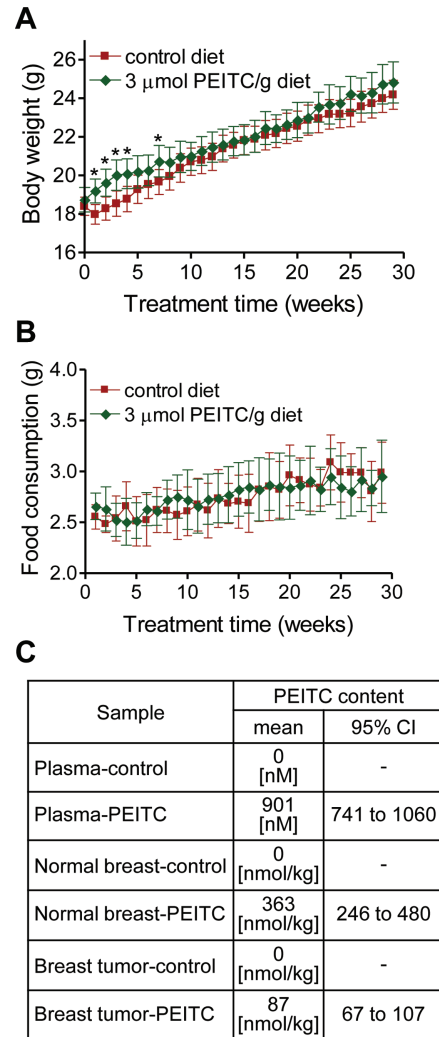 A
Body weight (g)
26
24
22
20
18
16
control diet
3 μmol PEITC/g diet
* * * * *
0 5 10 15 20 25 30
Treatment time (weeks)
B
Food consumption (g)
4.0
3.5
3.0
2.5
2.0
control diet
3 μmol PEITC/g diet
0 5 10 15 20 25 30
Treatment time (weeks)
C
Sample
PEITC content
mean 95% CI
Plasma-control 0 [nM] -
Plasma-PEITC 901 [nM] 741 to 1060
Normal breast-control 0 [nmol/kg] -
Normal breast-PEITC 363 [nmol/kg] 246 to 480
Breast tumor-control 0 [nmol/kg] -
Breast tumor-PEITC 87 [nmol/kg] 67 to 107